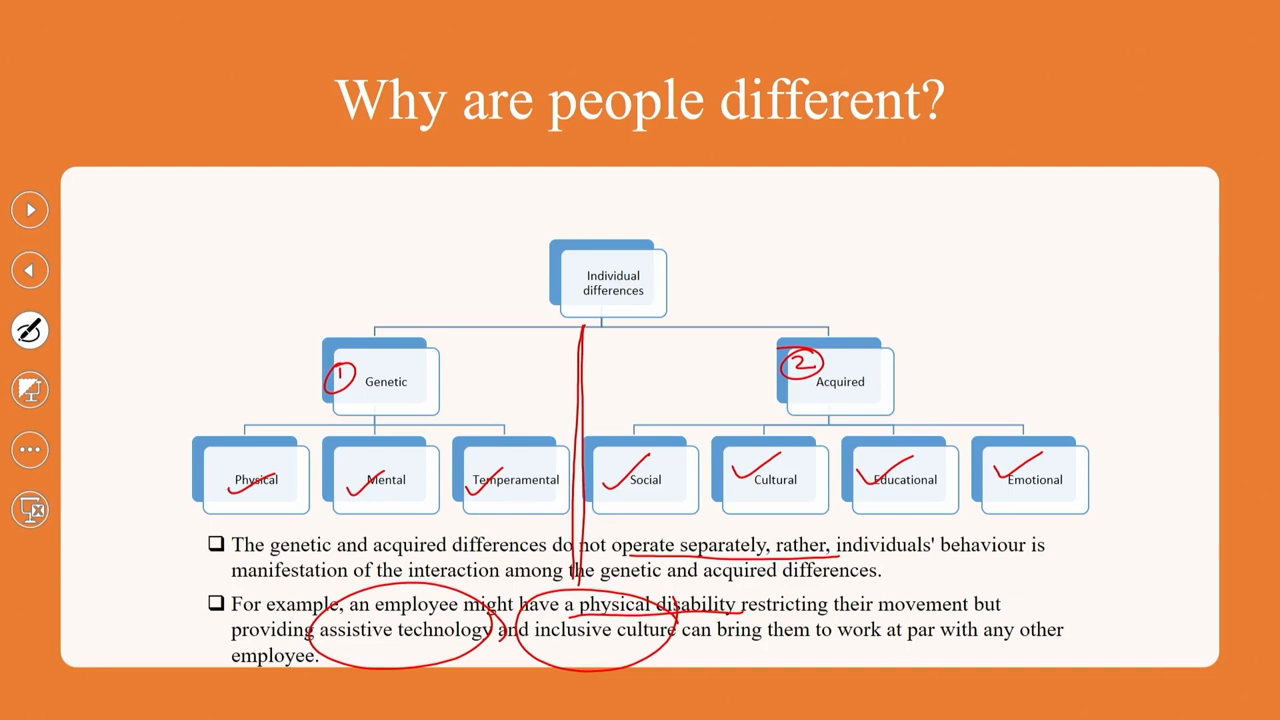 Why are people different?
Individual
differences
1
Genetic
2
Acquired
Physical
Mental
Temperamental
Social
Cultural
Educational
Emotional
The genetic and acquired differences do not operate separately, rather, individuals' behaviour is
manifestation of the interaction among the genetic and acquired differences.
For example, an employee might have a physical disability restricting their movement but
providing assistive technology and inclusive culture can bring them to work at par with any other
employee.